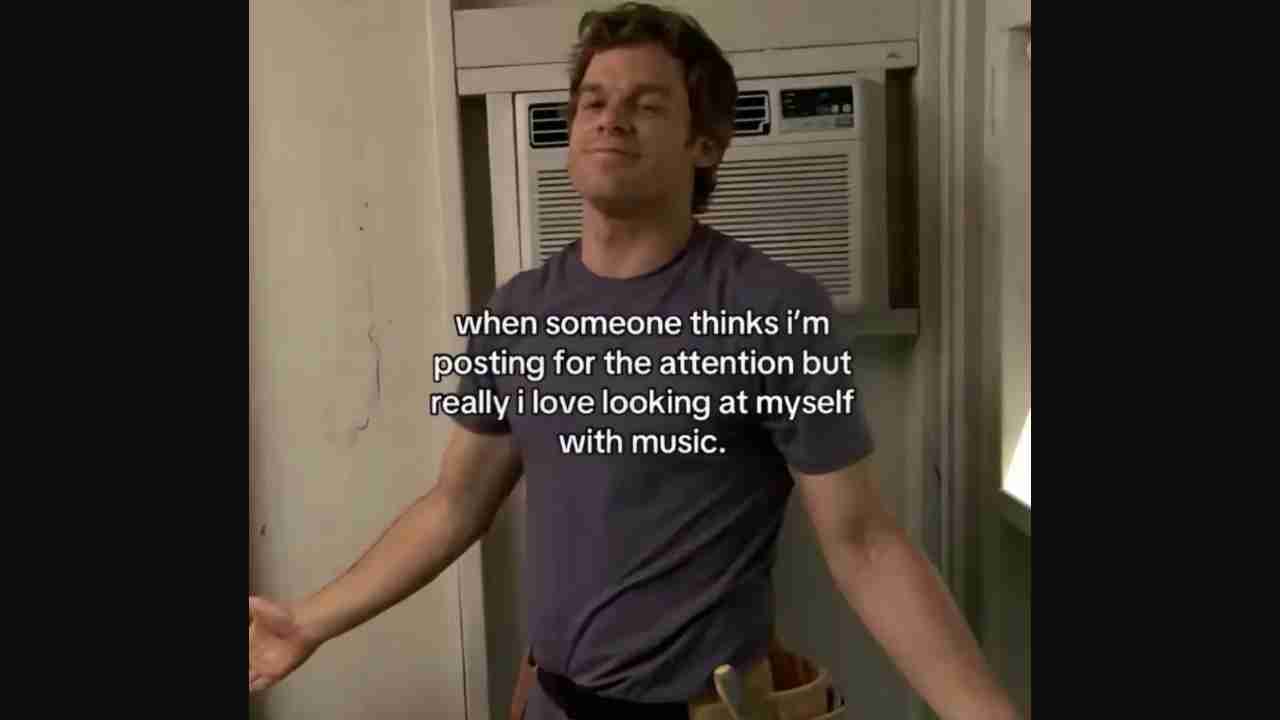 when someone thinks i’m
posting for the attention but
really i love looking at myself
with music.